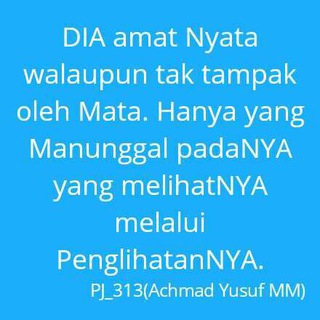 DIA amat Nyata
walaupun tak tampak
oleh Mata. Hanya yang
Manunggal padaNYA
yang melihatNYA
melalui
PenglihatanNYA.
PJ_313(Achmad Yusuf MM)